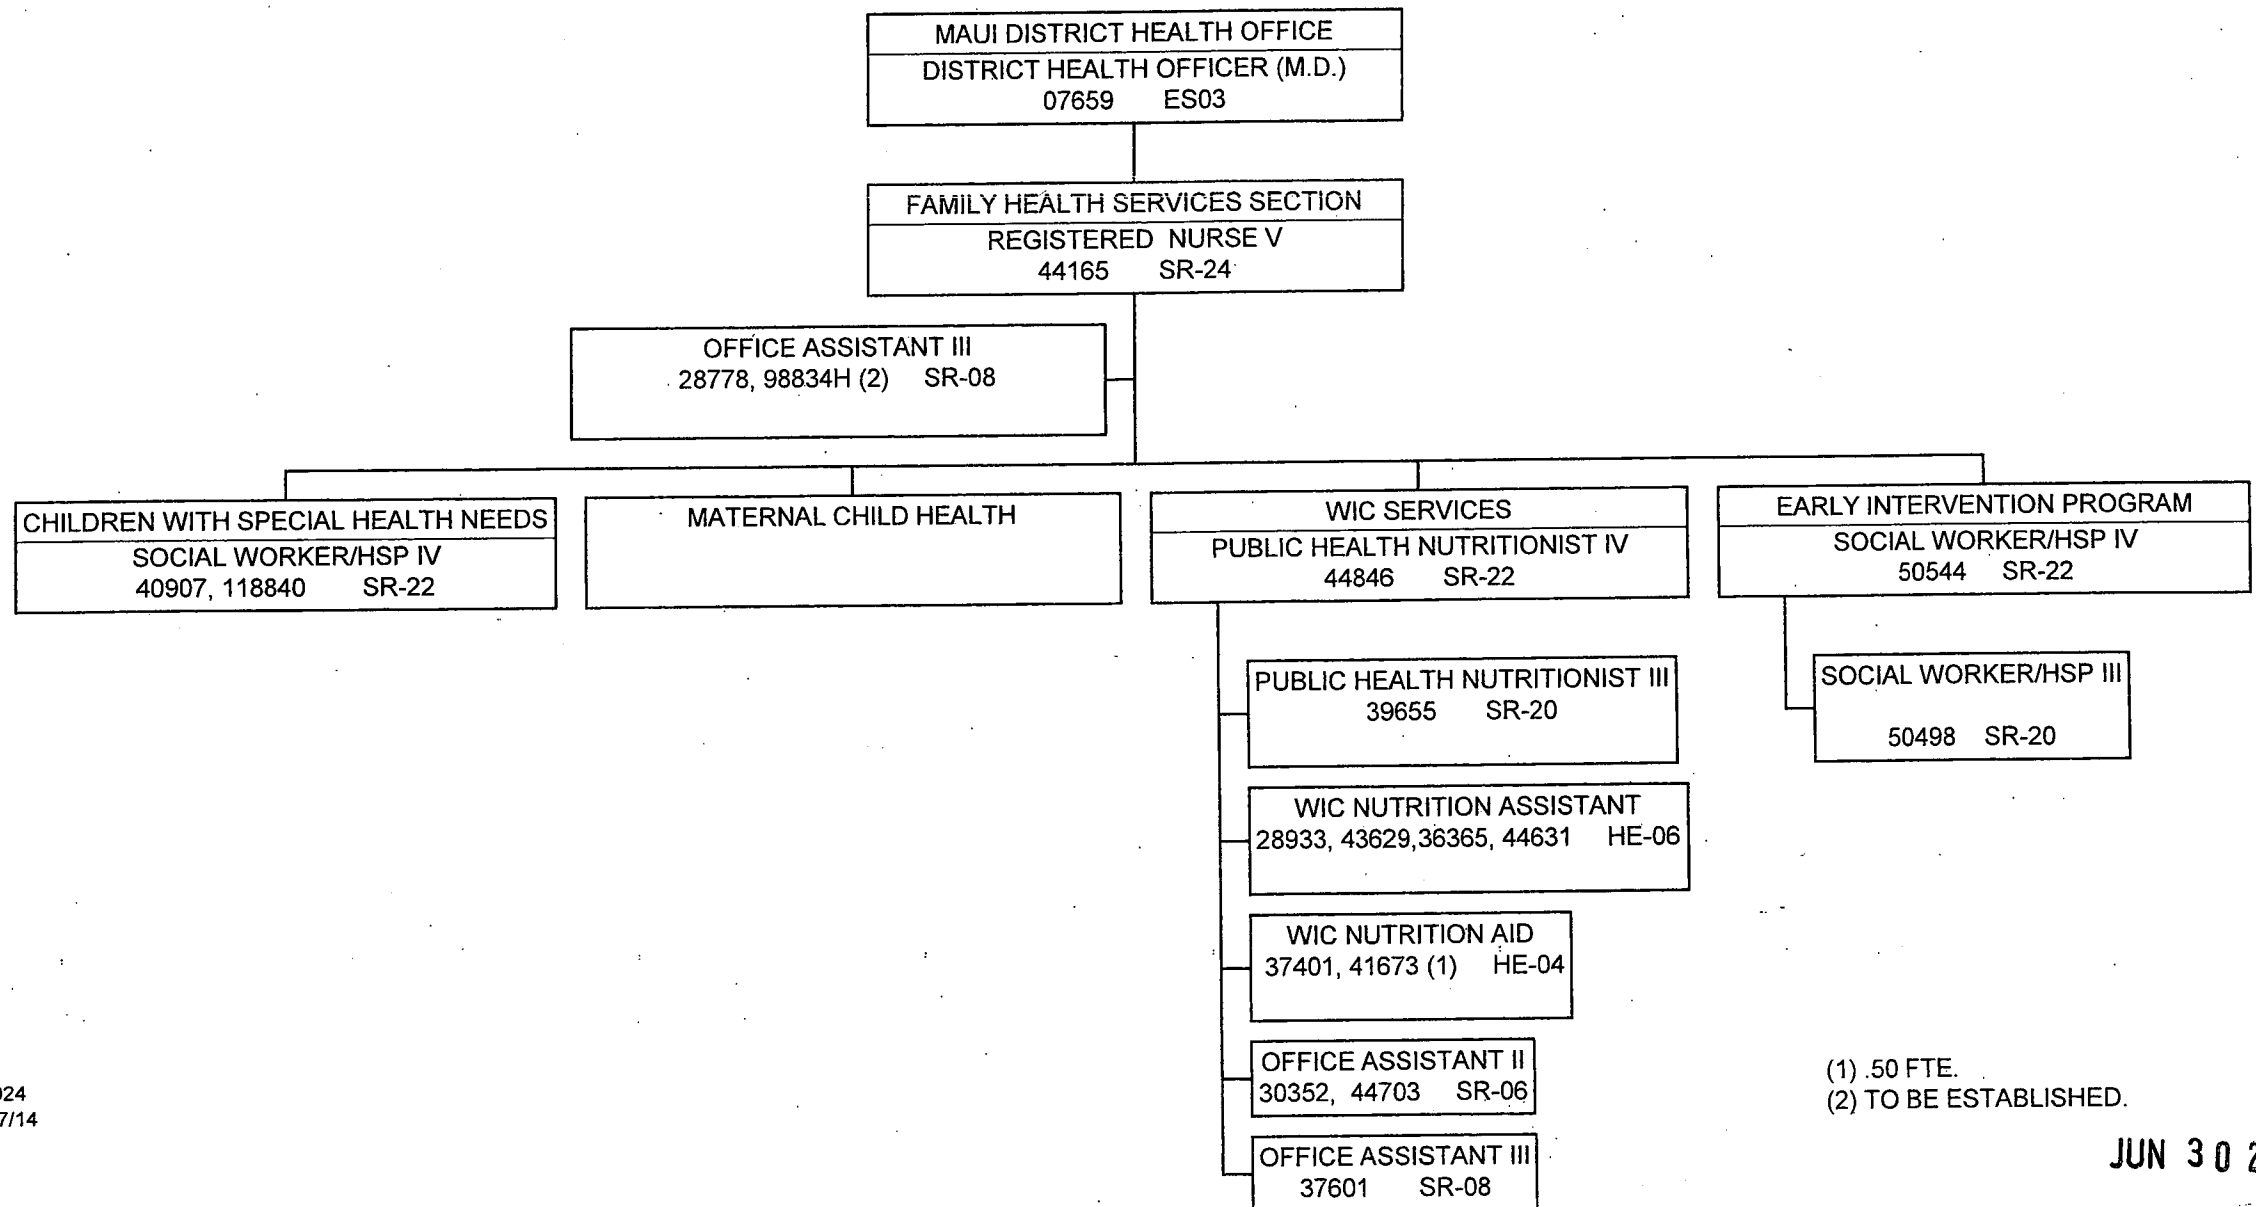 MAUI DISTRICT HEALTH OFFICE
DISTRICT HEALTH OFFICER (M.D.)
07659 ES03
FAMILY HEALTH SERVICES SECTION
REGISTERED NURSE V
44165 SR-24
OFFICE ASSISTANT III
28778, 98834H (2) SR-08
CHILDREN WITH SPECIAL HEALTH NEEDS
SOCIAL WORKER/HSP IV
40907, 118840 SR-22
MATERNAL CHILD HEALTH
WIC SERVICES
PUBLIC HEALTH NUTRITIONIST IV
44846 SR-22
EARLY INTERVENTION PROGRAM
SOCIAL WORKER/HSP IV
50544 SR-22
PUBLIC HEALTH NUTRITIONIST III
39655 SR-20
SOCIAL WORKER/HSP III
50498 SR-20
WIC NUTRITION ASSISTANT
28933, 43629,36365, 44631 HE-06
WIC NUTRITION AID
37401, 41673 (1) HE-04
OFFICE ASSISTANT II
30352, 44703 SR-06
OFFICE ASSISTANT III
37601 SR-08
(1) .50 FTE.
(2) TO BE ESTABLISHED.
24
7/14
JUN 30 2